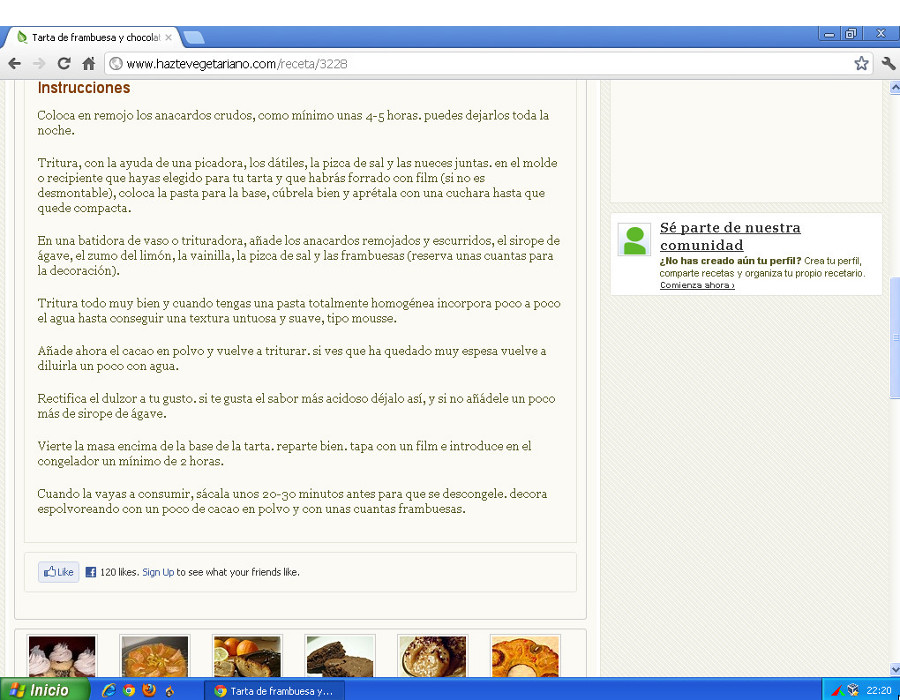 Tarta de frambuesa y chocolat
www.haztevegetariano.com/receta/3228
Instrucciones
Coloca en remojo los anacardos crudos, como mínimo unas 4-5 horas. puedes dejarlos toda la
noche.
Tritura, con la ayuda de una picadora, los dátiles, la pizca de sal y las nueces juntas. en el molde
o recipiente que hayas elegido para tu tarta y que habrás forrado con film (si no es
desmontable), coloca la pasta para la base, cúbrela bien y aprétala con una cuchara hasta que
quede compacta.
En una batidora de vaso o trituradora, añade los anacardos remojados y escurridos, el sirope de
ágave, el zumo del limón, la vainilla, la pizca de sal y las frambuesas (reserva unas cuantas para
la decoración).
Tritura todo muy bien y cuando tengas una pasta totalmente homogénea incorpora poco a poco
el agua hasta conseguir una textura untuosa y suave, tipo mousse.
Añade ahora el cacao en polvo y vuelve a triturar. si ves que ha quedado muy espesa vuelve a
diluirla un poco con agua.
Rectifica el dulzor a tu gusto. si te gusta el sabor más acidoso déjalo así, y si no añádele un poco
más de sirope de ágave.
Vierte la masa encima de la base de la tarta. reparte bien. tapa con un film e introduce en el
congelador un mínimo de 2 horas.
Cuando la vayas a consumir, sácala unos 20-30 minutos antes para que se descongele. decora
espolvoreando con un poco de cacao en polvo y con unas cuantas frambuesas.
Like 120 likes. Sign Up to see what your friends like.
Sé parte de nuestra
comunidad
¿No has creado aún tu perfil? Crea tu perfil,
comparte recetas y organiza tu propio recetario.
Comienza ahora ›
Inicio
Tarta de frambuesa y...
22:20